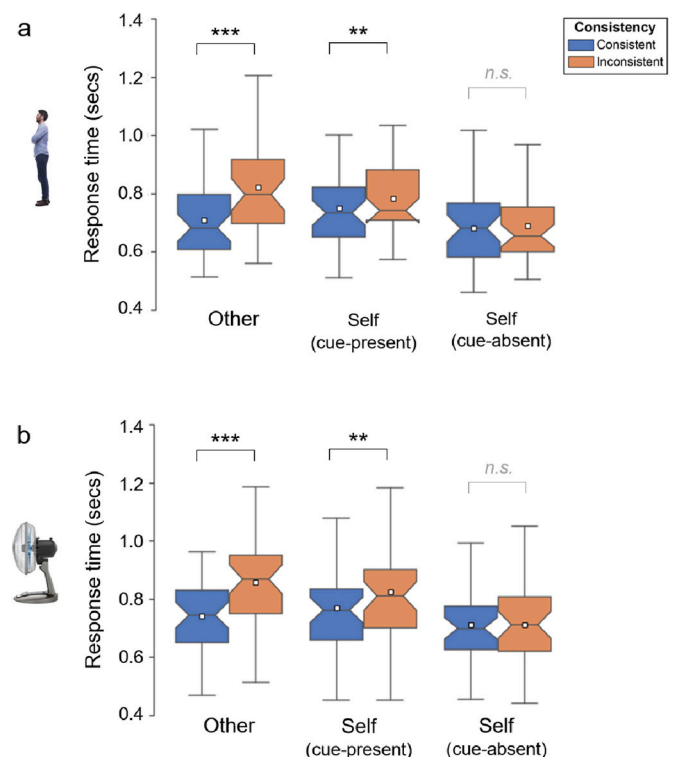 a
Response time (secs)
1.4
1.2
1.0
0.8
0.6
0.4
***
**
n.s.
Consistency
Consistent
Inconsistent
Other
Self
(cue-present)
Self
(cue-absent)
b
Response time (secs)
1.4
1.2
1.0
0.8
0.6
0.4
***
**
n.s.
Other
Self
(cue-present)
Self
(cue-absent)